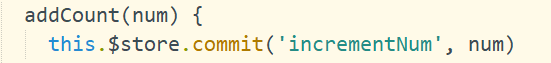 addCount(num) {
this.$store.commit('incrementNum', num)